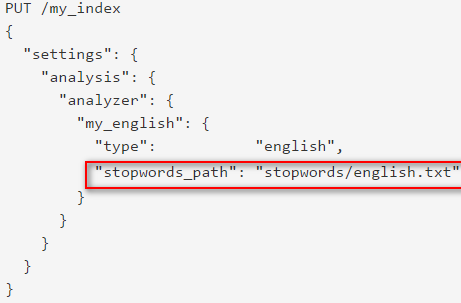 PUT /my_index
{
  "settings": {
    "analysis": {
      "analyzer": {
        "my_english": {
          "type":           "english",
          "stopwords_path": "stopwords/english.txt"
        }
      }
    }
  }
}